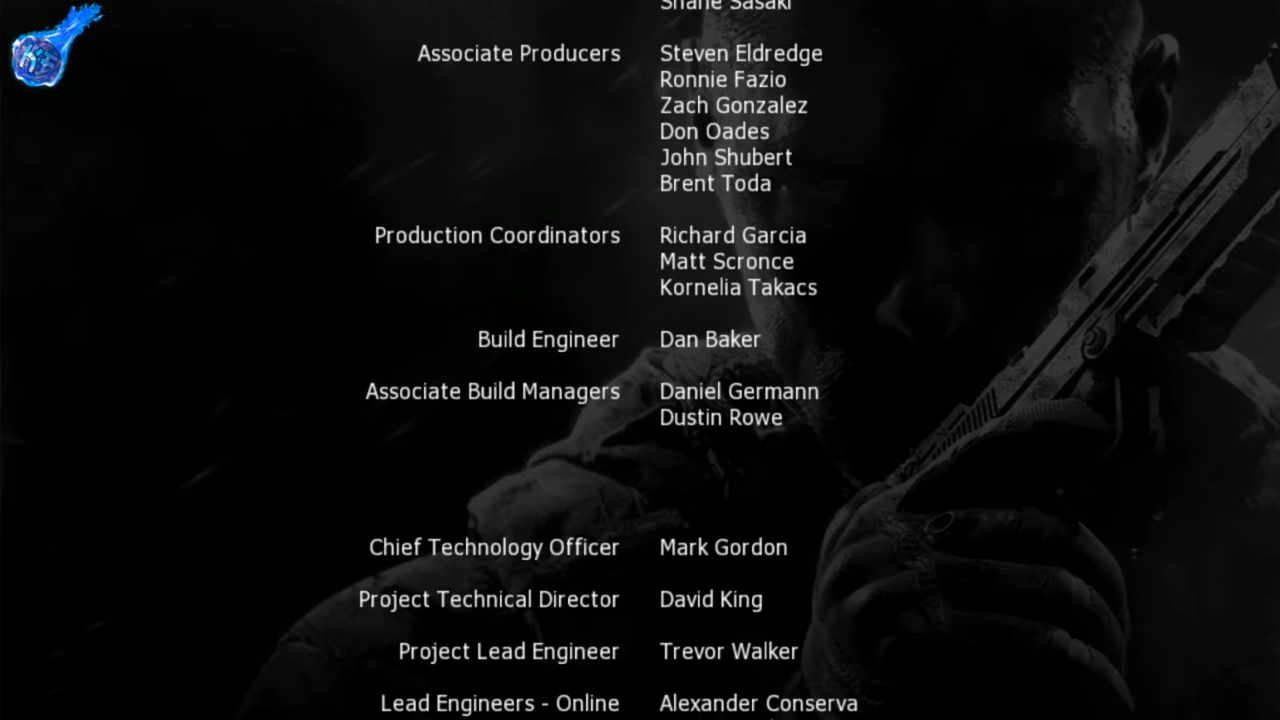 Shane Sasaki
Associate Producers Steven Eldredge
Ronnie Fazio
Zach Gonzalez
Don Oades
John Shubert
Brent Toda
Production Coordinators Richard Garcia
Matt Scronce
Kornelia Takacs
Build Engineer Dan Baker
Associate Build Managers Daniel Germann
Dustin Rowe
Chief Technology Officer Mark Gordon
Project Technical Director David King
Project Lead Engineer Trevor Walker
Lead Engineers - Online Alexander Conserva